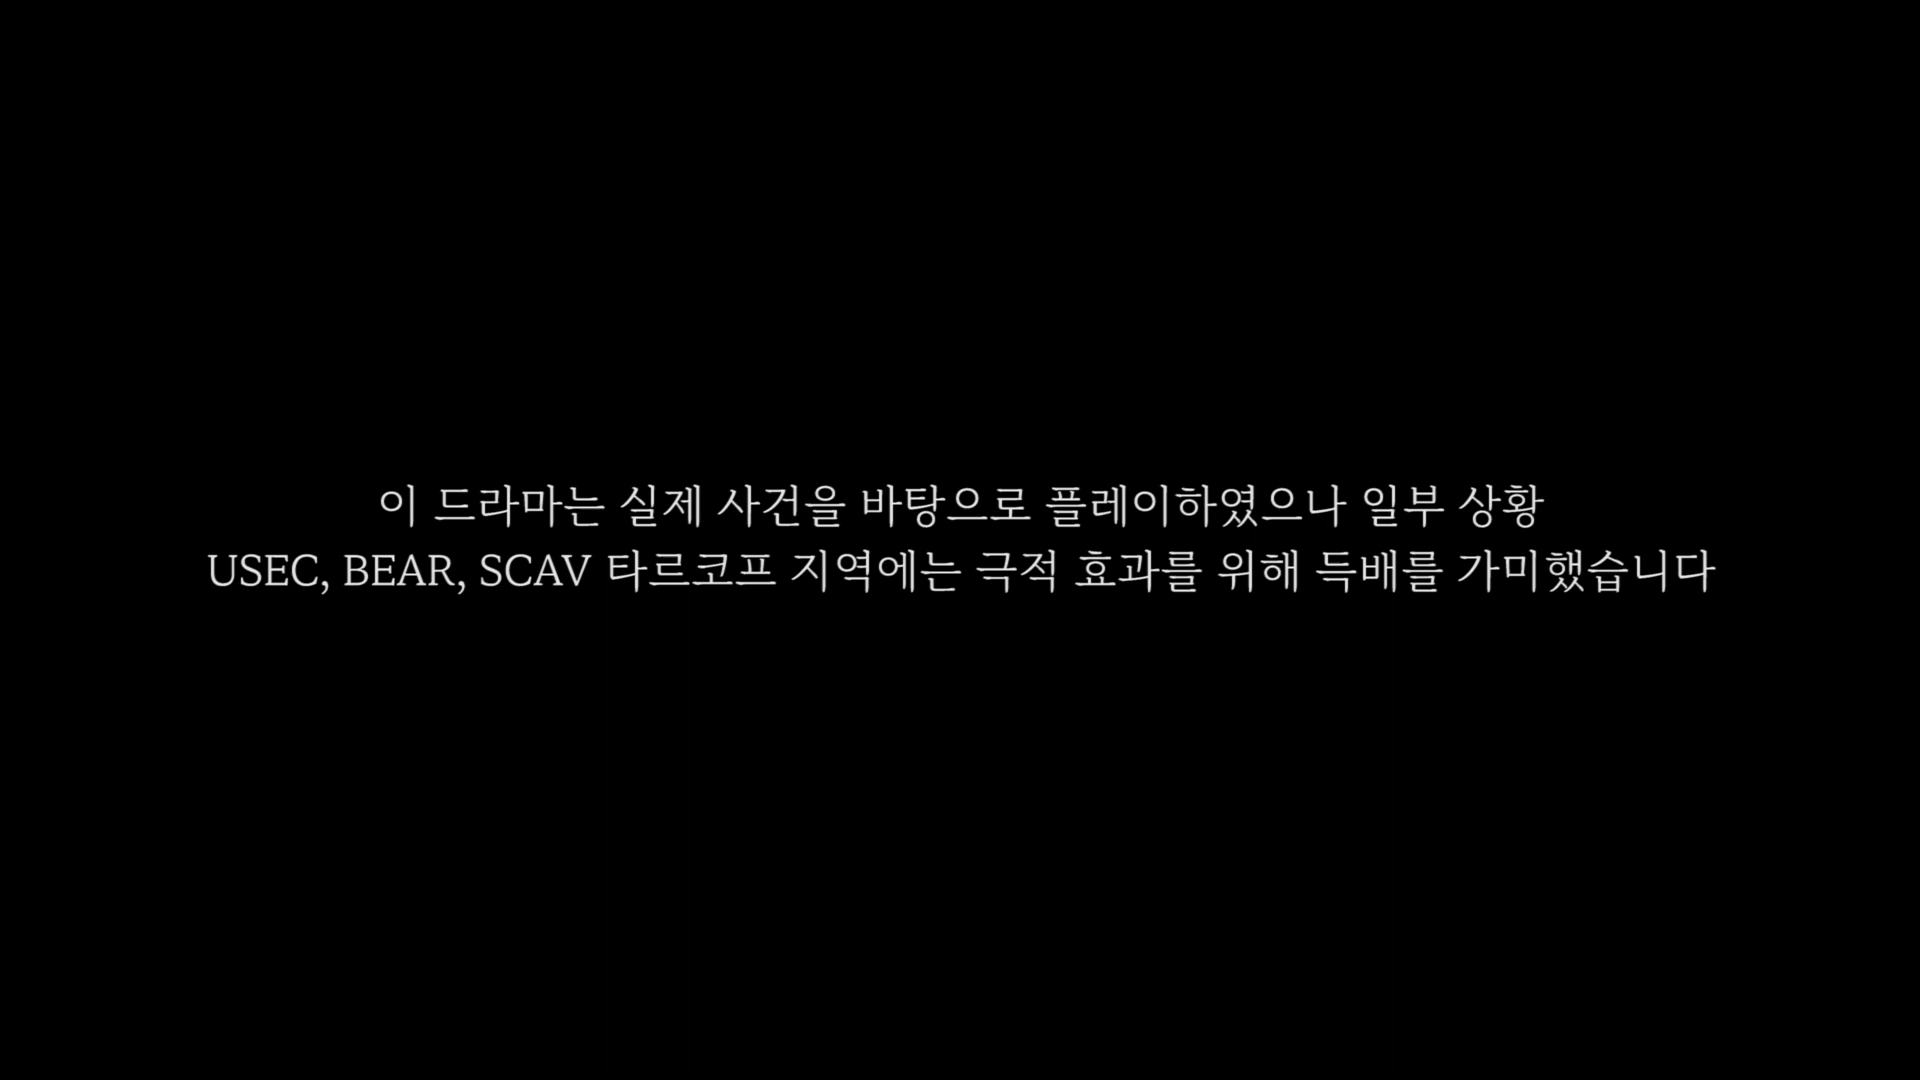 이 드라마는 실제 사건을 바탕으로 플레이하였으나 일부 상황
USEC, BEAR, SCAV 타르코프 지역에는 극적 효과를 위해 득배를 가미했습니다